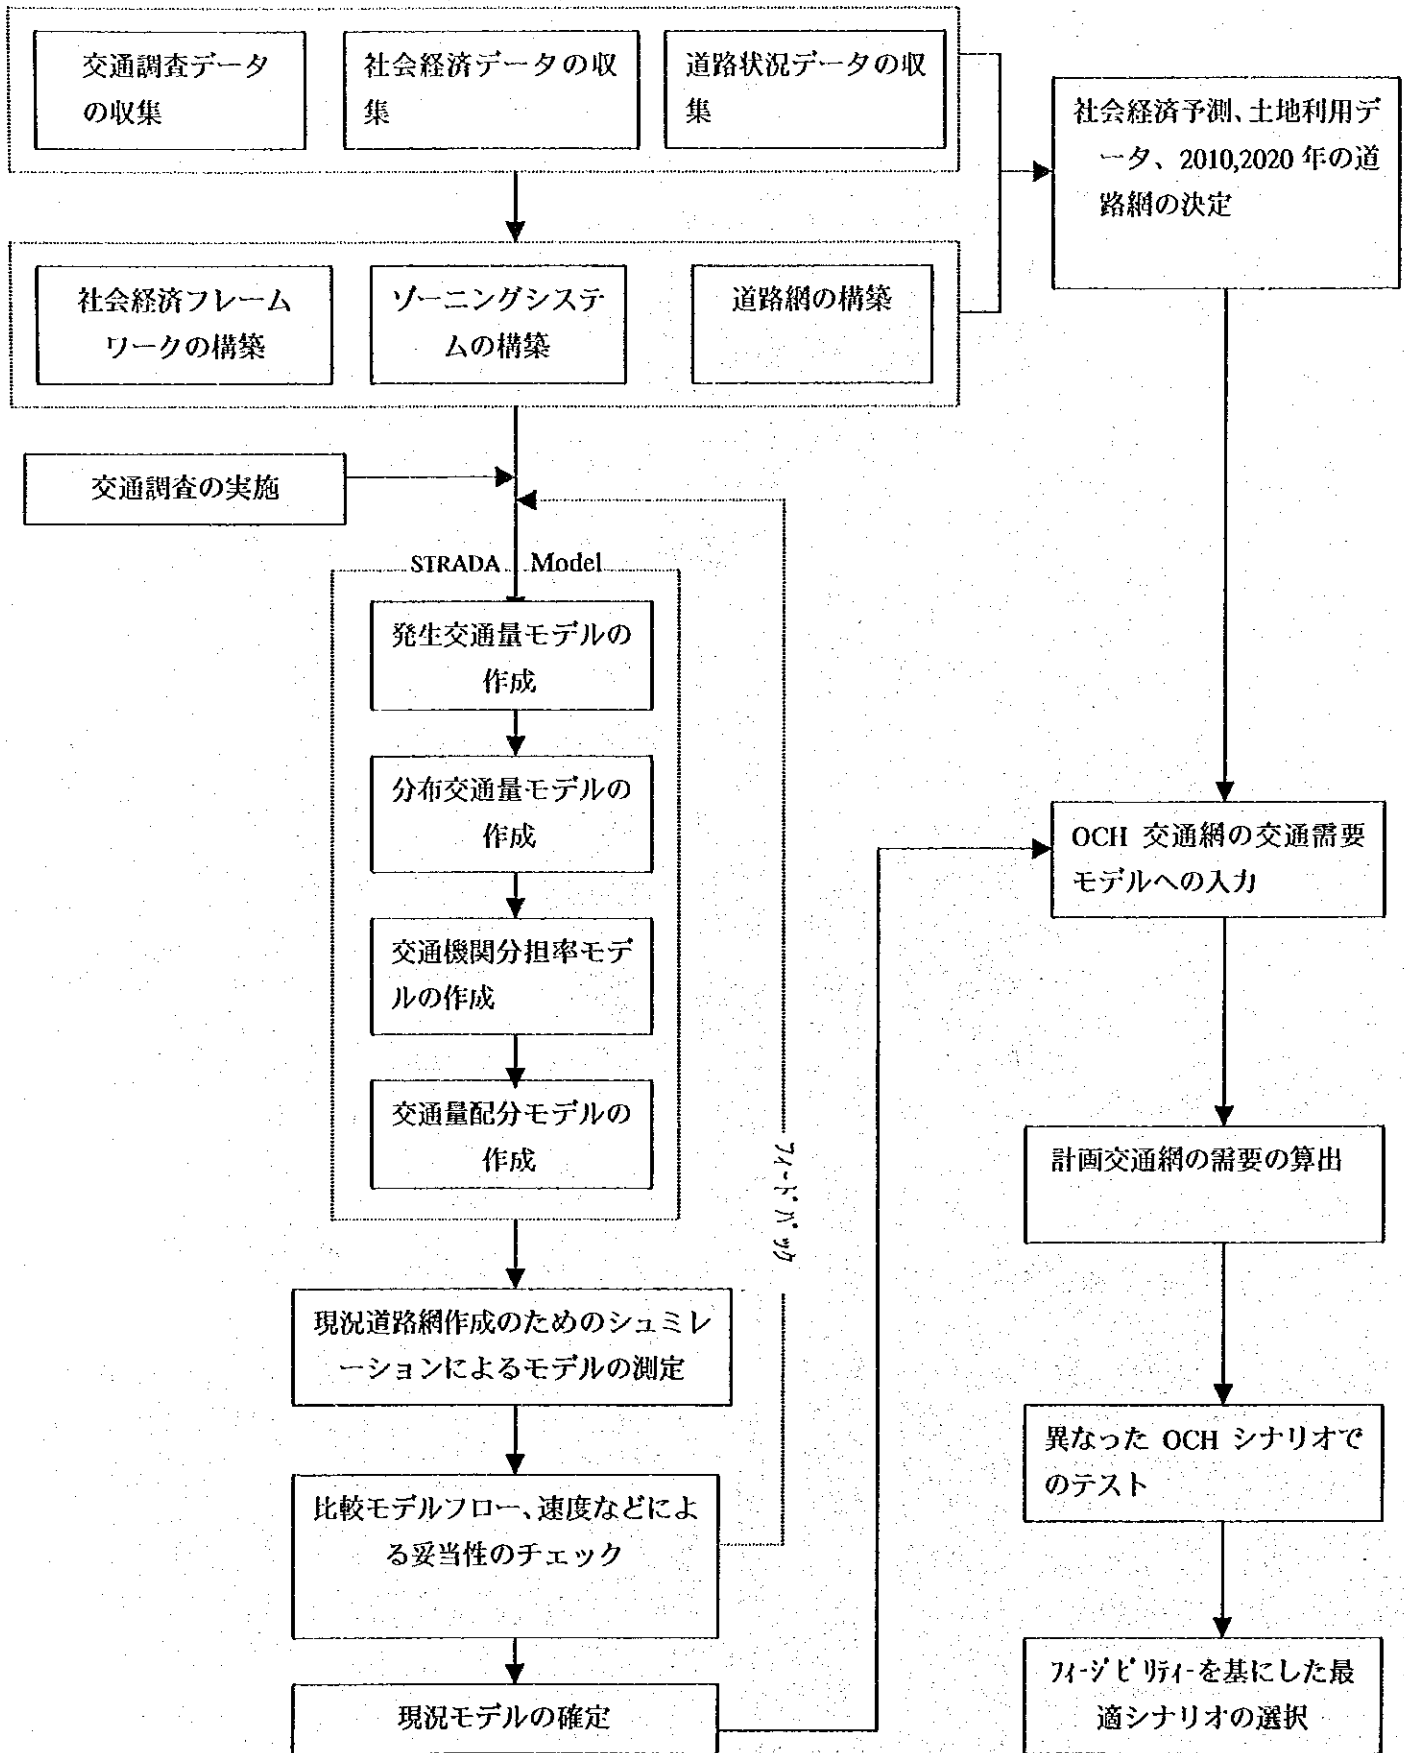 交通調査データ
の収集
社会経済データの収
集
道路状況データの収
集
社会経済予測、土地利用デ
ータ、2010,2020 年の道
路網の決定
社会経済フレーム
ワークの構築
ゾーニングシステ
ムの構築
道路網の構築
交通調査の実施
STRADA Model
発生交通量モデルの
作成
分布交通量モデルの
作成
交通機関分担率モデ
ルの作成
交通量配分モデルの
作成
フィードバック
現況道路網作成のためのシュミレ
ーションによるモデルの測定
比較モデルフロー、速度などによ
る妥当性のチェック
現況モデルの確定
OCH 交通網の交通需要
モデルへの入力
計画交通網の需要の算出
異なった OCH シナリオで
のテスト
フィージビリティーを基にした最
適シナリオの選択